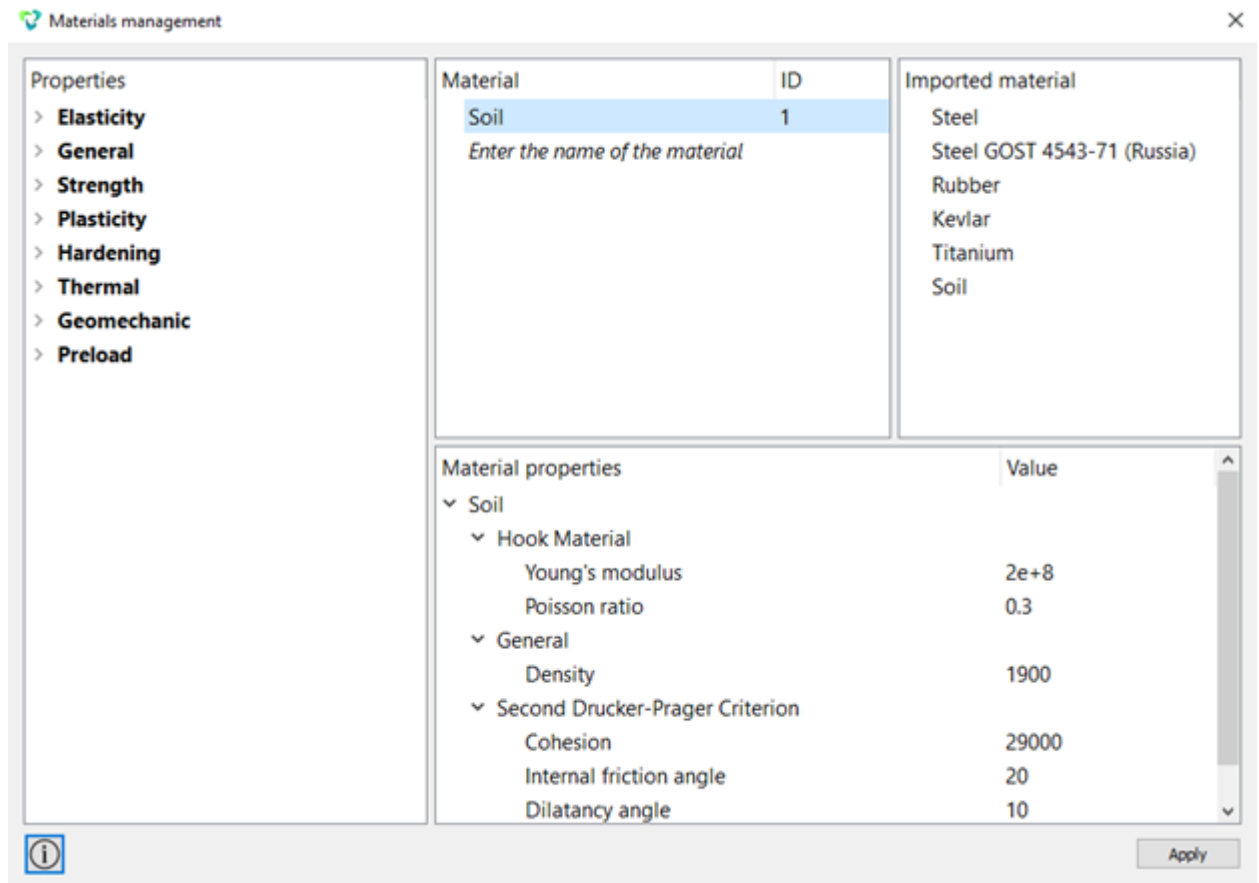 Materials management
Properties
Elasticity
General
Strength
Plasticity
Hardening
Thermal
Geomechanic
Preload
Material ID
Soil 1
Enter the name of the material
Imported material
Steel
Steel GOST 4543-71 (Russia)
Rubber
Kevlar
Titanium
Soil
Material properties Value
Soil
Hook Material
Young's modulus 2e+8
Poisson ratio 0.3
General
Density 1900
Second Drucker-Prager Criterion
Cohesion 29000
Internal friction angle 20
Dilatancy angle 10
Apply